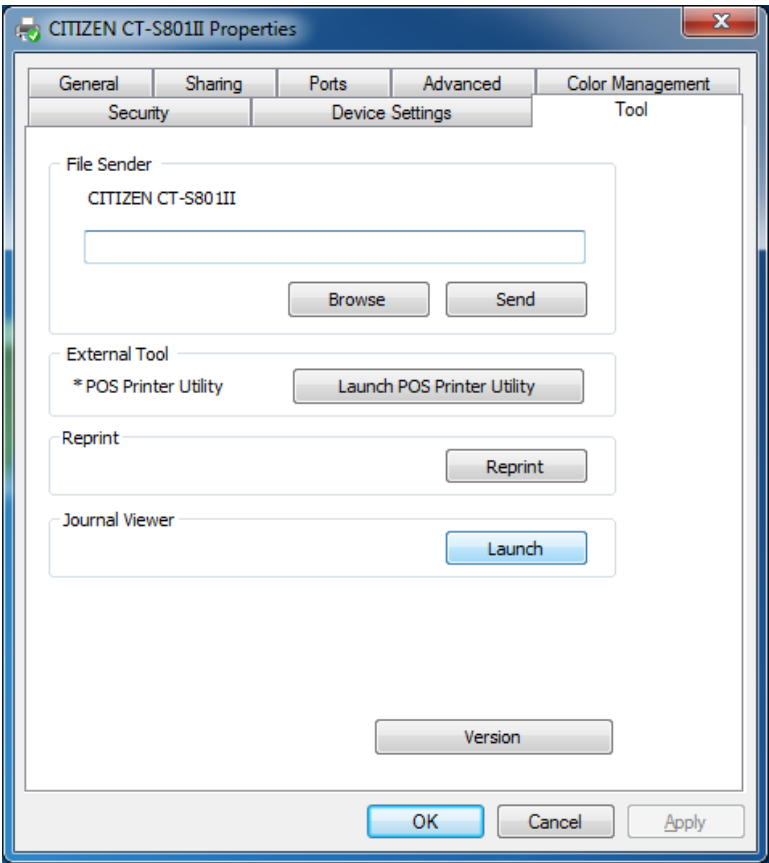 CITIZEN CT-S801II Properties
General Sharing Ports Advanced Color Management
Security Device Settings Tool
File Sender
CITIZEN CT-S801II
Browse Send
External Tool
* POS Printer Utility Launch POS Printer Utility
Reprint
Reprint
Journal Viewer
Launch
Version
OK Cancel Apply